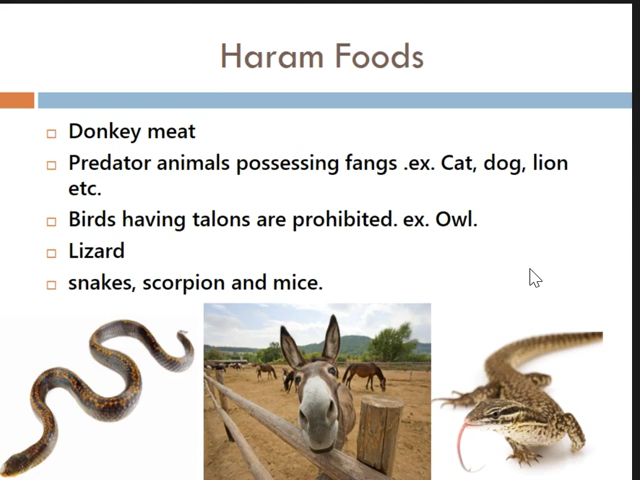 Haram Foods
Donkey meat
Predator animals possessing fangs .ex. Cat, dog, lion
etc.
Birds having talons are prohibited. ex. Owl.
Lizard
snakes, scorpion and mice.